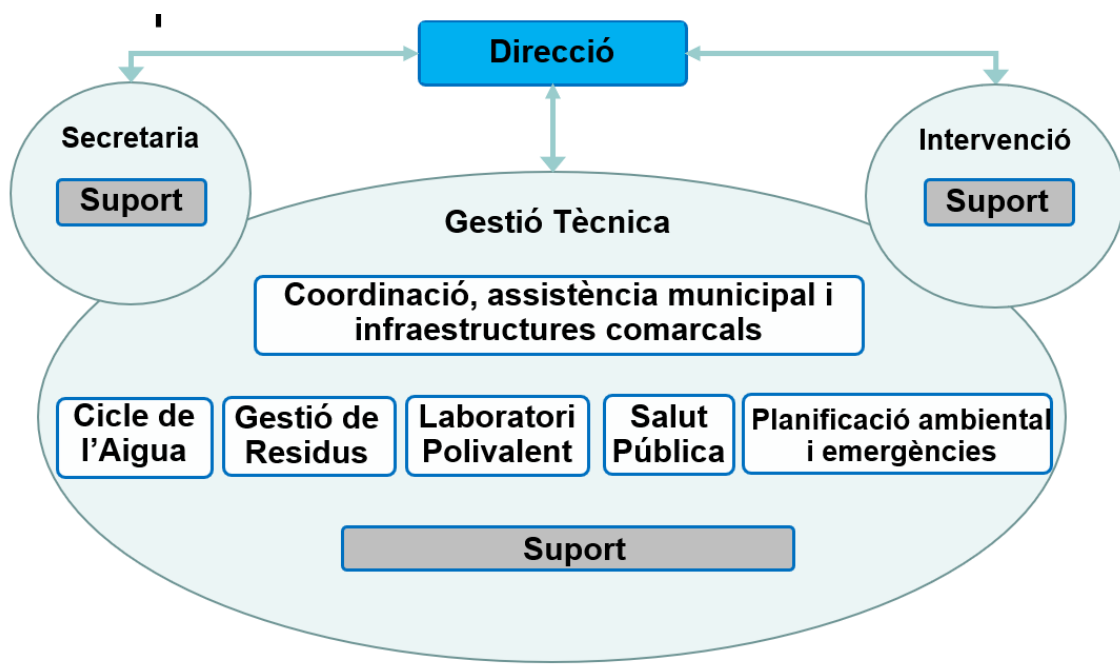 Direcció
Secretaria
Suport
Intervenció
Suport
Gestió Tècnica
Coordinació, assistència municipal i
infraestructures comarcals
Cicle de
l’Aigua
Gestió de
Residus
Laboratori
Polivalent
Salut
Pública
Planificació ambiental
i emergències
Suport